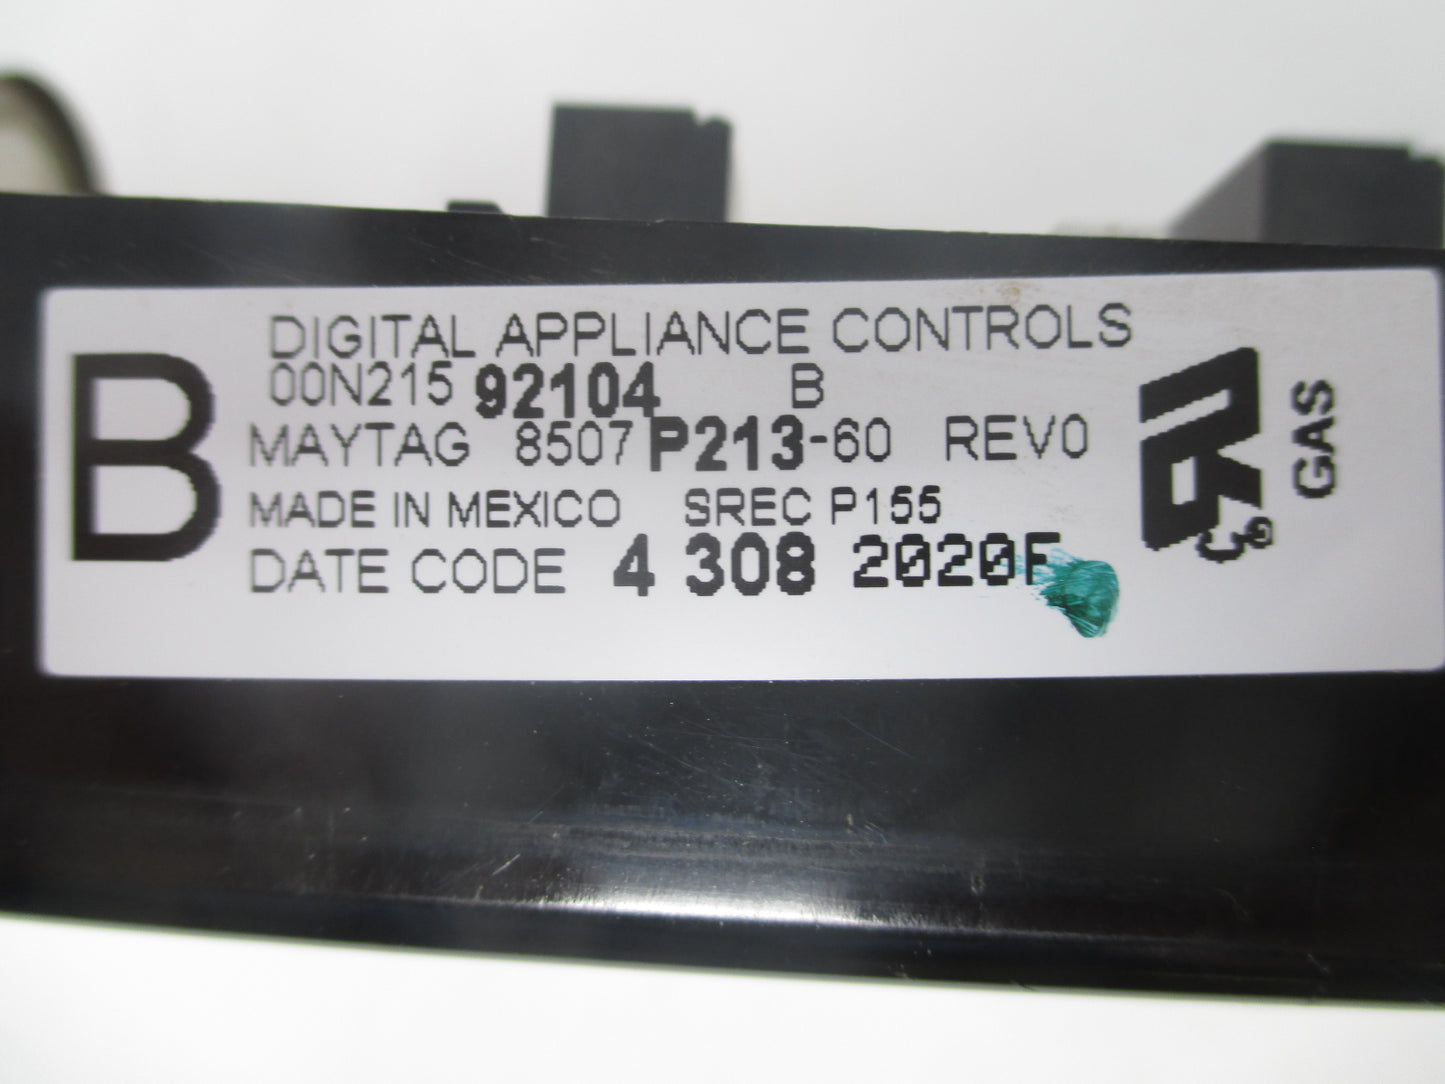 B
DIGITAL APPLIANCE CONTROLS
00N215 92104 B
MAYTAG 8507 P213-60 REV0
MADE IN MEXICO SREC P155
DATE CODE 4 308 2020F
GAS